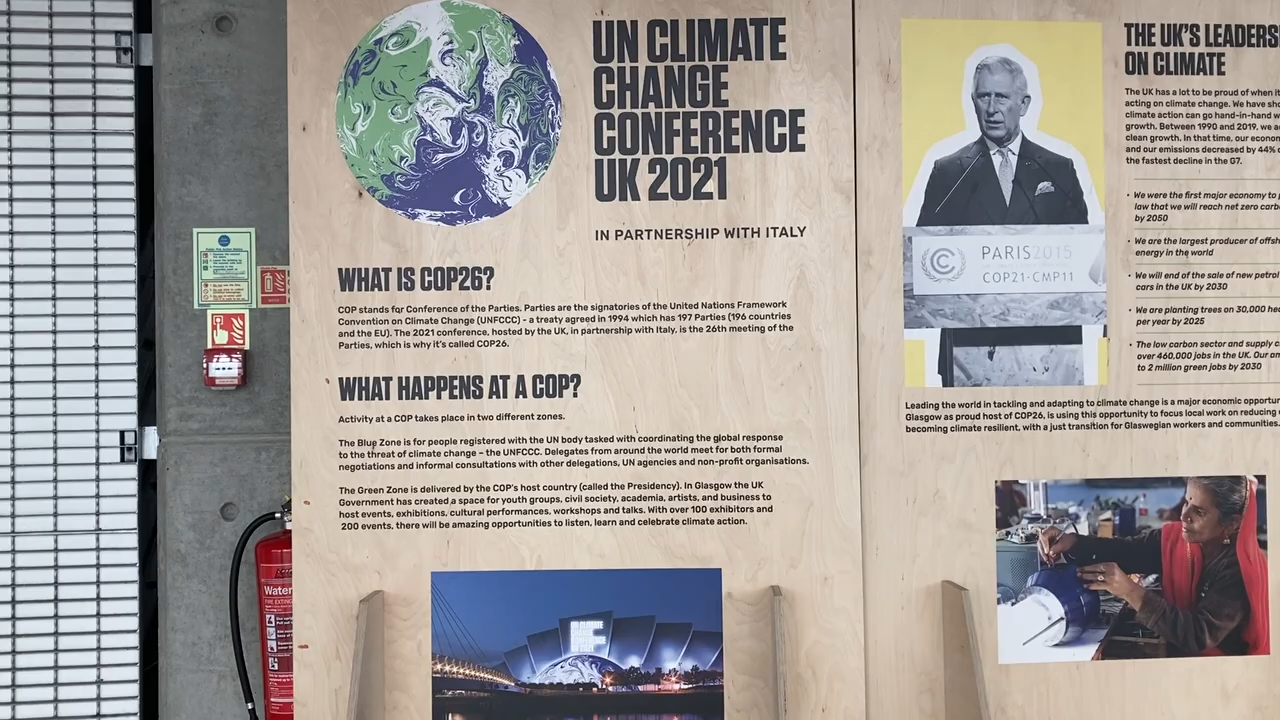 UN CLIMATE
CHANGE
CONFERENCE
UK 2021
IN PARTNERSHIP WITH ITALY
WHAT IS COP26?
COP stands for Conference of the Parties. Parties are the signatories of the United Nations Framework
Convention on Climate Change (UNFCCC) - a treaty agreed in 1994 which has 197 Parties (196 countries
and the EU). The 2021 conference, hosted by the UK, in partnership with Italy, is the 26th meeting of the
Parties, which is why it's called COP26.
WHAT HAPPENS AT A COP?
Activity at a COP takes place in two different zones.
The Blue Zone is for people registered with the UN body tasked with coordinating the global response
to the threat of climate change – the UNFCCC. Delegates from around the world meet for both formal
negotiations and informal consultations with other delegations, UN agencies and non-profit organisations.
The Green Zone is delivered by the COP's host country (called the Presidency). In Glasgow the UK
Government has created a space for youth groups, civil society, academia, artists, and business to
host events, exhibitions, cultural performances, workshops and talks. With over 100 exhibitors and
200 events, there will be amazing opportunities to listen, learn and celebrate climate action.
UN CLIMATE
CHANGE
CONFERENCE
UK 2021
PARIS2015
COP21·CMP11
THE UK'S LEADERS
ON CLIMATE
The UK has a lot to be proud of when it
acting on climate change. We have sh
climate action can go hand-in-hand w
growth. Between 1990 and 2019, we a
clean growth. In that time, our econom
and our emissions decreased by 44%
the fastest decline in the G7.
• We were the first major economy to p
law that we will reach net zero carb
by 2050
• We are the largest producer of offsh
energy in the world
• We will end of the sale of new petrol
cars in the UK by 2030
• We are planting trees on 30,000 he
per year by 2025
• The low carbon sector and supply c
over 460,000 jobs in the UK. Our am
to 2 million green jobs by 2030
Leading the world in tackling and adapting to climate change is a major economic opportun
Glasgow as proud host of COP26, is using this opportunity to focus local work on reducing
becoming climate resilient, with a just transition for Glaswegian workers and communities.
Water
FIRE EXTING